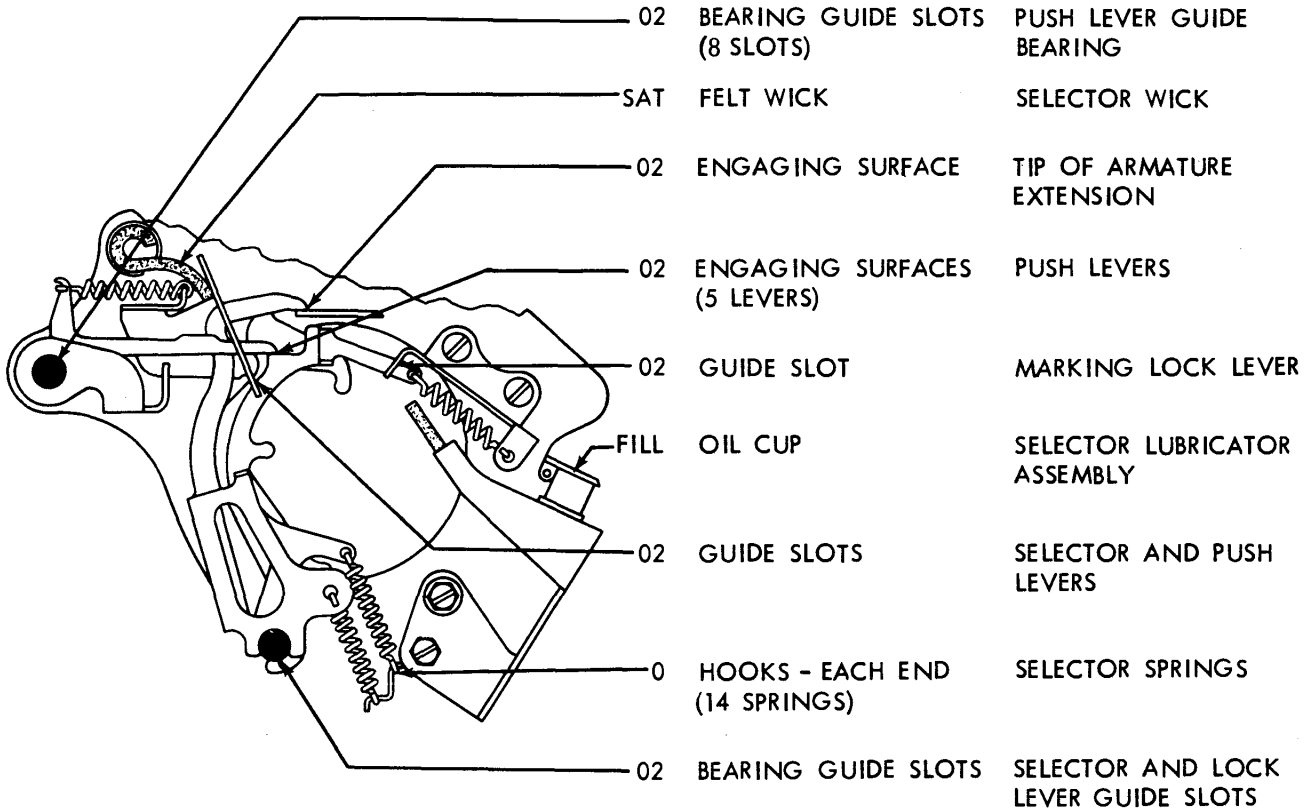 02 BEARING GUIDE SLOTS PUSH LEVER GUIDE
(8 SLOTS) BEARING
SAT FELT WICK SELECTOR WICK
02 ENGAGING SURFACE TIP OF ARMATURE
EXTENSION
02 ENGAGING SURFACES PUSH LEVERS
(5 LEVERS)
02 GUIDE SLOT MARKING LOCK LEVER
FILL OIL CUP SELECTOR LUBRICATOR
ASSEMBLY
02 GUIDE SLOTS SELECTOR AND PUSH
LEVERS
0 HOOKS - EACH END SELECTOR SPRINGS
(14 SPRINGS)
02 BEARING GUIDE SLOTS SELECTOR AND LOCK
LEVER GUIDE SLOTS